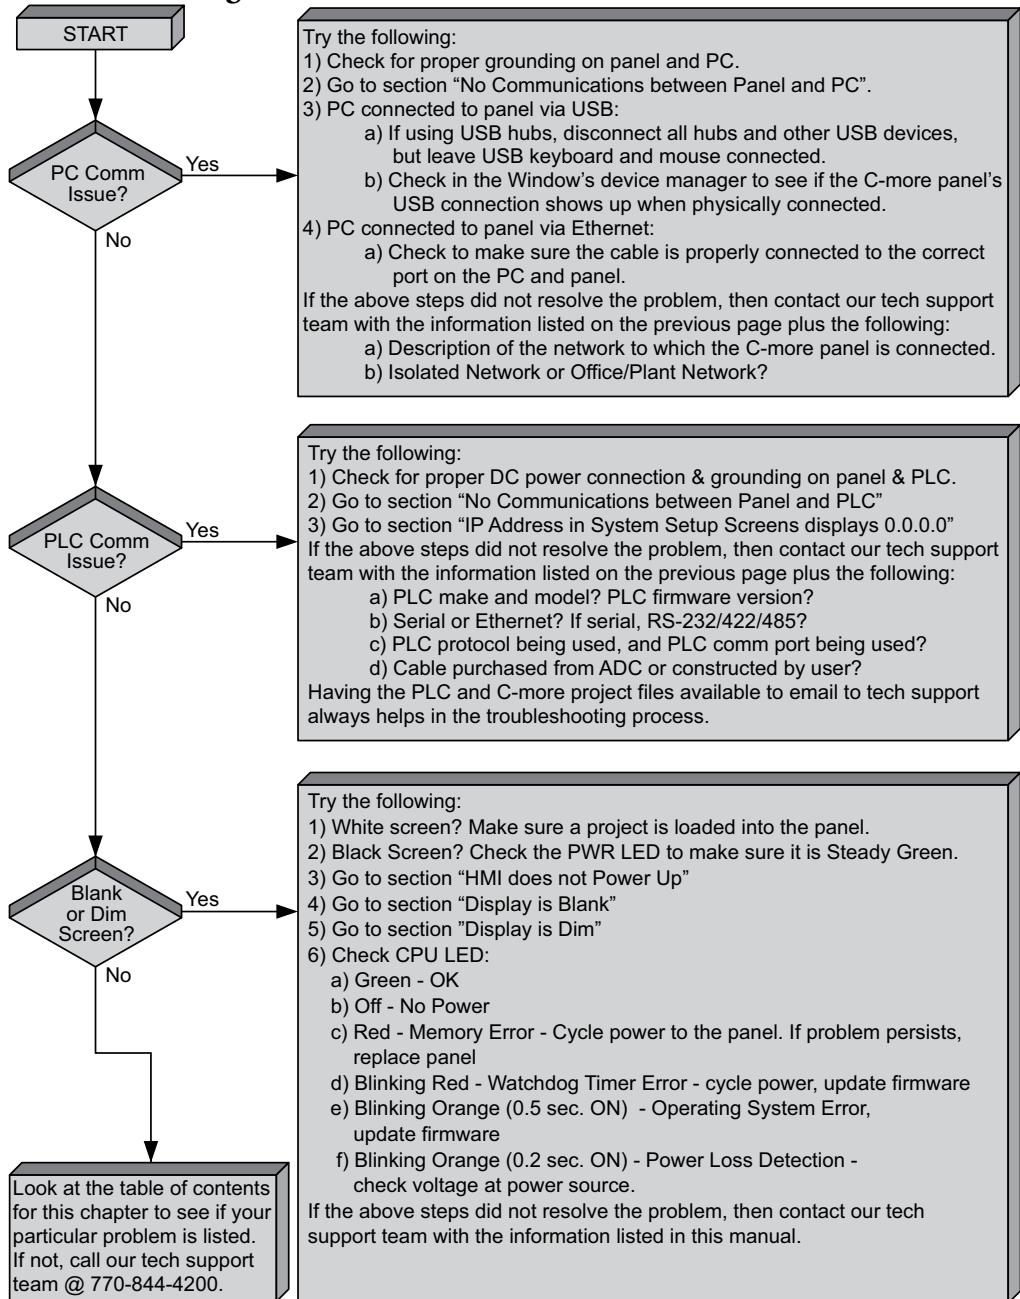 START
PC Comm
Issue?
Yes
No
Try the following:
1) Check for proper grounding on panel and PC.
2) Go to section “No Communications between Panel and PC”.
3) PC connected to panel via USB:
a) If using USB hubs, disconnect all hubs and other USB devices,
but leave USB keyboard and mouse connected.
b) Check in the Window’s device manager to see if the C-more panel’s
USB connection shows up when physically connected.
4) PC connected to panel via Ethernet:
a) Check to make sure the cable is properly connected to the correct
port on the PC and panel.
If the above steps did not resolve the problem, then contact our tech support
team with the information listed on the previous page plus the following:
a) Description of the network to which the C-more panel is connected.
b) Isolated Network or Office/Plant Network?
PLC Comm
Issue?
Yes
No
Try the following:
1) Check for proper DC power connection & grounding on panel & PLC.
2) Go to section “No Communications between Panel and PLC”
3) Go to section “IP Address in System Setup Screens displays 0.0.0.0”
If the above steps did not resolve the problem, then contact our tech support
team with the information listed on the previous page plus the following:
a) PLC make and model? PLC firmware version?
b) Serial or Ethernet? If serial, RS-232/422/485?
c) PLC protocol being used, and PLC comm port being used?
d) Cable purchased from ADC or constructed by user?
Having the PLC and C-more project files available to email to tech support
always helps in the troubleshooting process.
Blank
or Dim
Screen?
Yes
No
Try the following:
1) White screen? Make sure a project is loaded into the panel.
2) Black Screen? Check the PWR LED to make sure it is Steady Green.
3) Go to section “HMI does not Power Up”
4) Go to section “Display is Blank”
5) Go to section ”Display is Dim”
6) Check CPU LED:
a) Green - OK
b) Off - No Power
c) Red - Memory Error - Cycle power to the panel. If problem persists,
replace panel
d) Blinking Red - Watchdog Timer Error - cycle power, update firmware
e) Blinking Orange (0.5 sec. ON)  - Operating System Error,
update firmware
f) Blinking Orange (0.2 sec. ON) - Power Loss Detection -
check voltage at power source.
If the above steps did not resolve the problem, then contact our tech
support team with the information listed in this manual.
Look at the table of contents
for this chapter to see if your
particular problem is listed.
If not, call our tech support
team @ 770-844-4200.